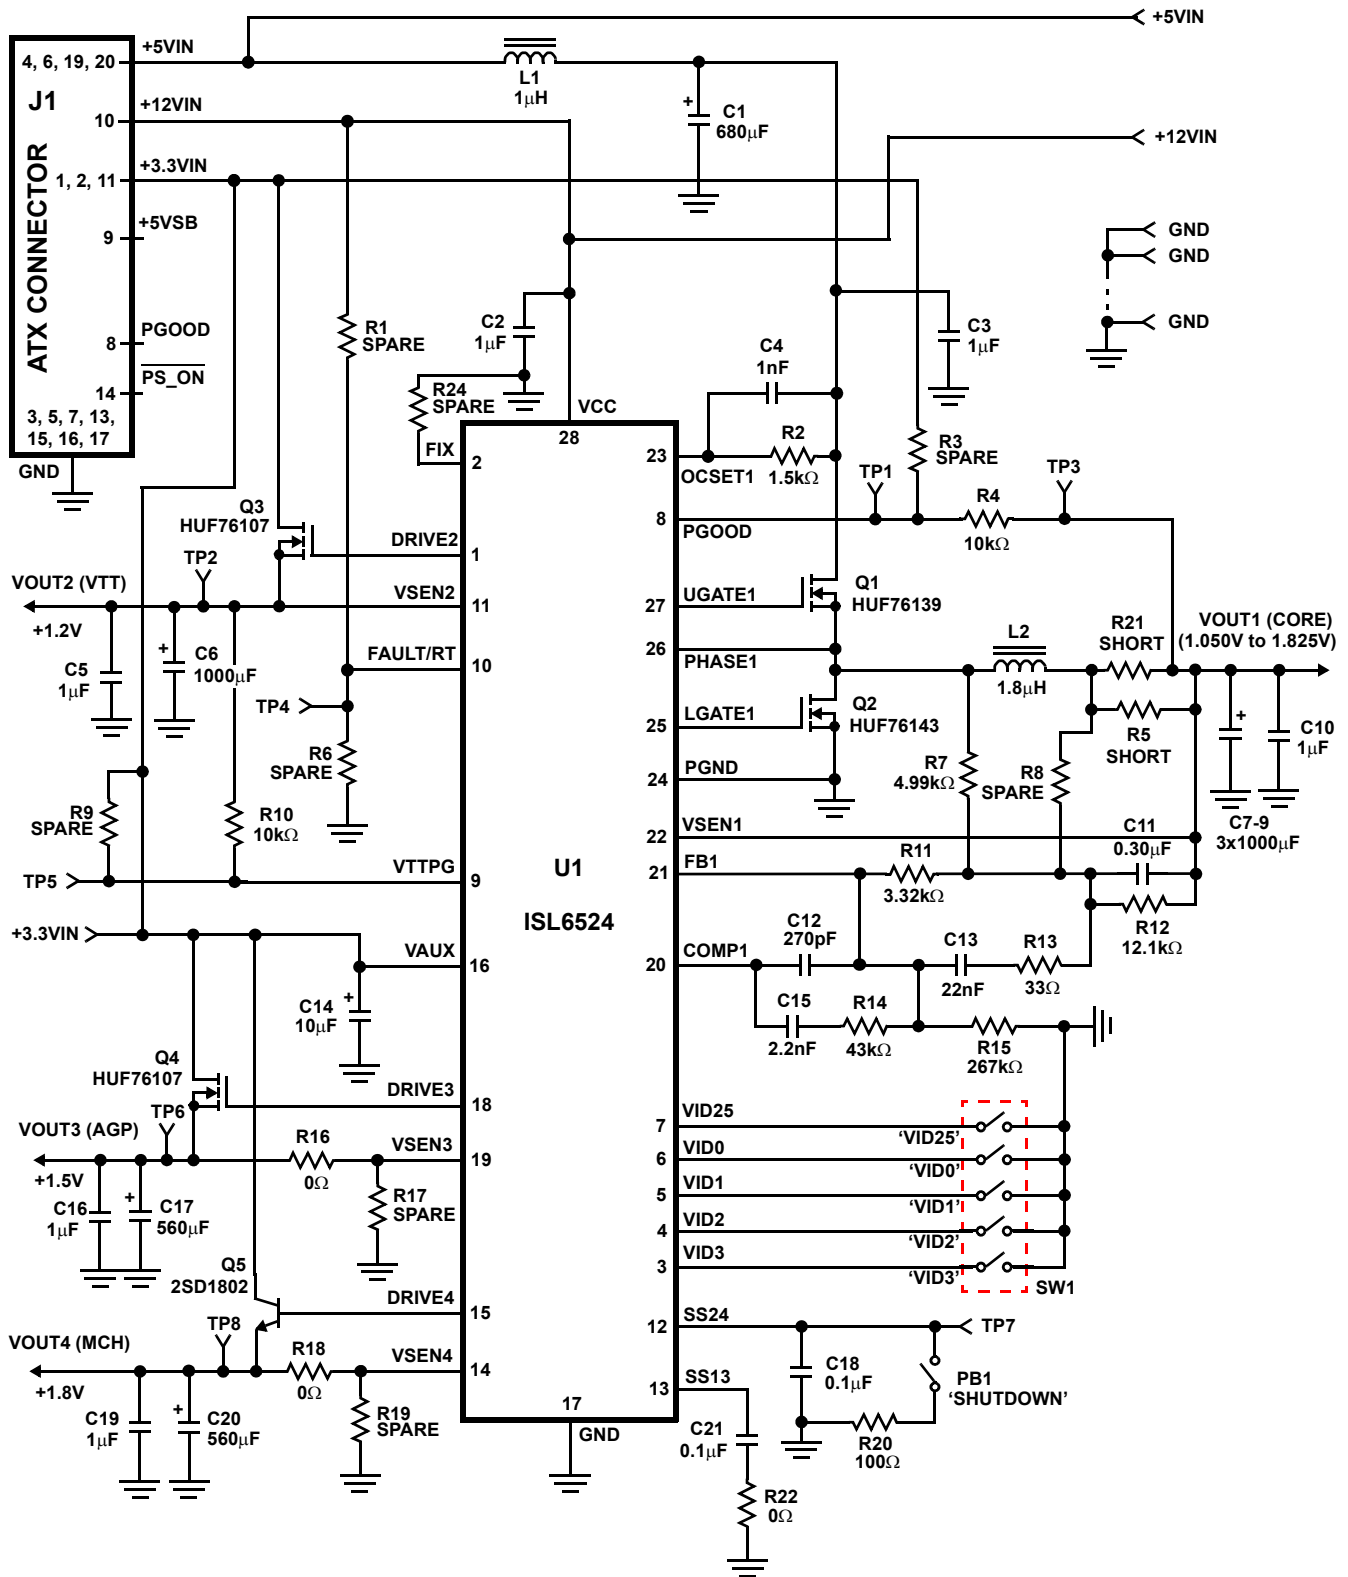 +5VIN
+5VIN
4, 6, 19, 20
J1
ATX CONNECTOR
L1
1µH
+
C1
680µF
+12VIN
10
+12VIN
+3.3VIN
1, 2, 11
+5VSB
9
GND
GND
GND
PGOOD
8
PS_ON
14
3, 5, 7, 13,
15, 16, 17
GND
R1
SPARE
C2
1µF
R24
SPARE
C3
1µF
C4
1nF
VCC
28
FIX
2
R2
1.5kΩ
23
OCSET1
R3
SPARE
TP1
TP3
R4
10kΩ
8
PGOOD
Q3
HUF76107
DRIVE2
1
TP2
VOUT2 (VTT)
+1.2V
VSEN2
11
C5
1µF
+
C6
1000µF
FAULT/RT
10
TP4
R6
SPARE
UGATE1
27
Q1
HUF76139
26
PHASE1
L2
1.8µH
R21
SHORT
VOUT1 (CORE)
(1.050V to 1.825V)
LGATE1
25
Q2
HUF76143
R5
SHORT
+
C10
1µF
C7-9
3x1000µF
PGND
24
R7
4.99kΩ
R8
SPARE
R9
SPARE
R10
10kΩ
VSEN1
22
C11
0.30µF
TP5
VTTPG
9
U1
ISL6524
FB1
21
R11
3.32kΩ
R12
12.1kΩ
+3.3VIN
VAUX
16
C12
270pF
COMP1
20
C13
22nF
R13
33Ω
+
C14
10µF
C15
2.2nF
R14
43kΩ
R15
267kΩ
Q4
HUF76107
DRIVE3
18
TP6
VOUT3 (AGP)
+1.5V
R16
0Ω
VSEN3
19
C16
1µF
+
C17
560µF
R17
SPARE
VID25
7
‘VID25’
VID0
6
‘VID0’
VID1
5
‘VID1’
VID2
4
‘VID2’
VID3
3
‘VID3’
SW1
Q5
2SD1802
DRIVE4
15
TP8
VOUT4 (MCH)
+1.8V
R18
0Ω
VSEN4
14
C19
1µF
+
C20
560µF
R19
SPARE
SS24
12
TP7
C18
0.1µF
PB1
‘SHUTDOWN’
SS13
13
R20
100Ω
17
GND
C21
0.1µF
R22
0Ω